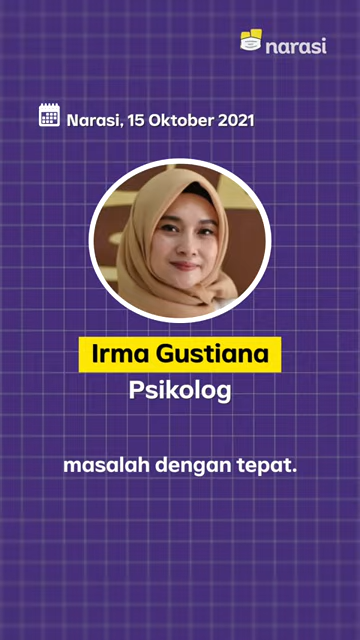 narasi
Narasi, 15 Oktober 2021
Irma Gustiana
Psikolog
masalah dengan tepat.